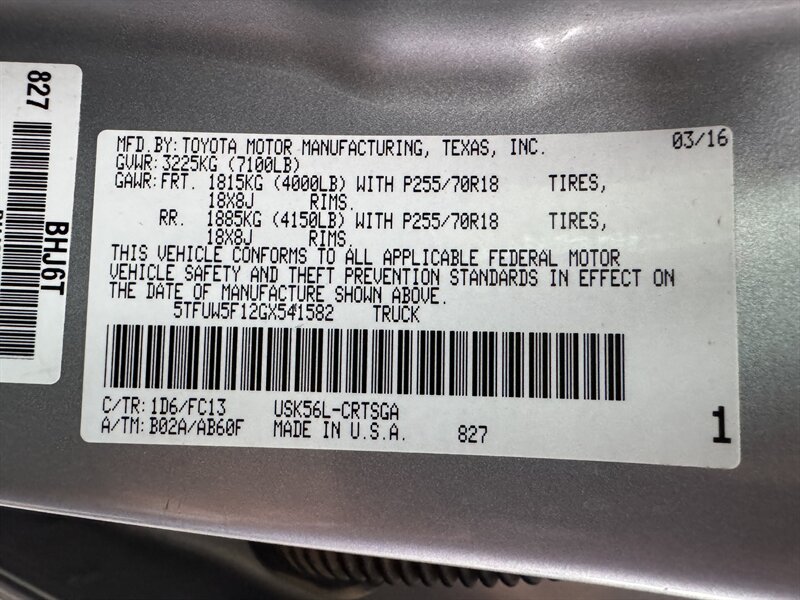 827
BHJ6T
MFD.BY: TOYOTA MOTOR MANUFACTURING, TEXAS, INC. 03/16
GVWR: 3225KG (7100LB)
GAWR: FRT. 1815KG (4000LB) WITH P255/70R18 TIRES,
18X8J RIMS.
RR. 1885KG (4150LB) WITH P255/70R18 TIRES,
18X8J RIMS.
THIS VEHICLE CONFORMS TO ALL APPLICABLE FEDERAL MOTOR
VEHICLE SAFETY AND THEFT PREVENTION STANDARDS IN EFFECT ON
THE DATE OF MANUFACTURE SHOWN ABOVE.
5TFUW5F12GX541582 TRUCK
C/TR: 1D6/FC13 USK56L-CRTSGA
A/TM: B02A/AB60F MADE IN U.S.A. 827 1